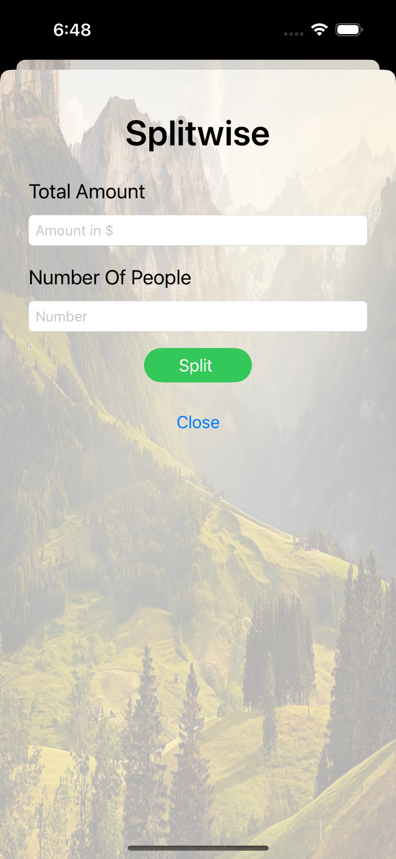 6:48
Splitwise
Total Amount
Amount in $
Number Of People
Number
Split
Close